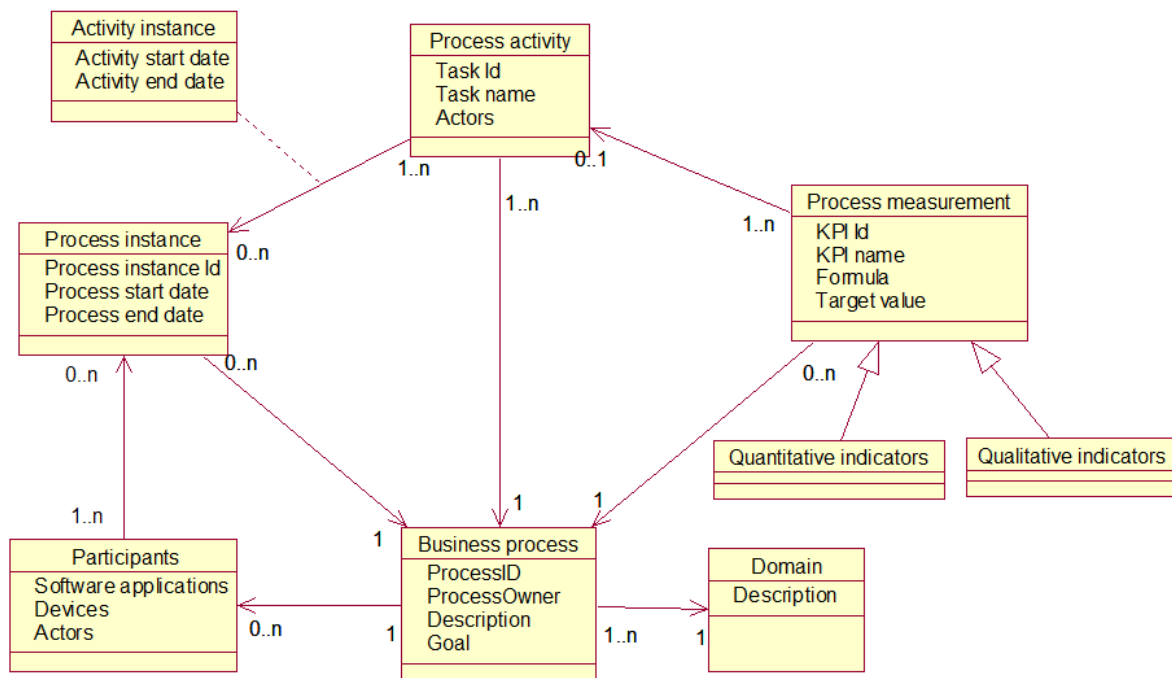 Activity instance
Activity start date
Activity end date
Process activity
Task Id
Task name
Actors
1..n
0..1
1..n
Process measurement
KPI Id
KPI name
Formula
Target value
1..n
0..n
Process instance
Process instance Id
Process start date
Process end date
0..n
0..n
0..n
Quantitative indicators
Qualitative indicators
1..n
1
1
1
Participants
Software applications
Devices
Actors
Business process
ProcessID
ProcessOwner
Description
Goal
Domain
Description
0..n
1
1..n
1